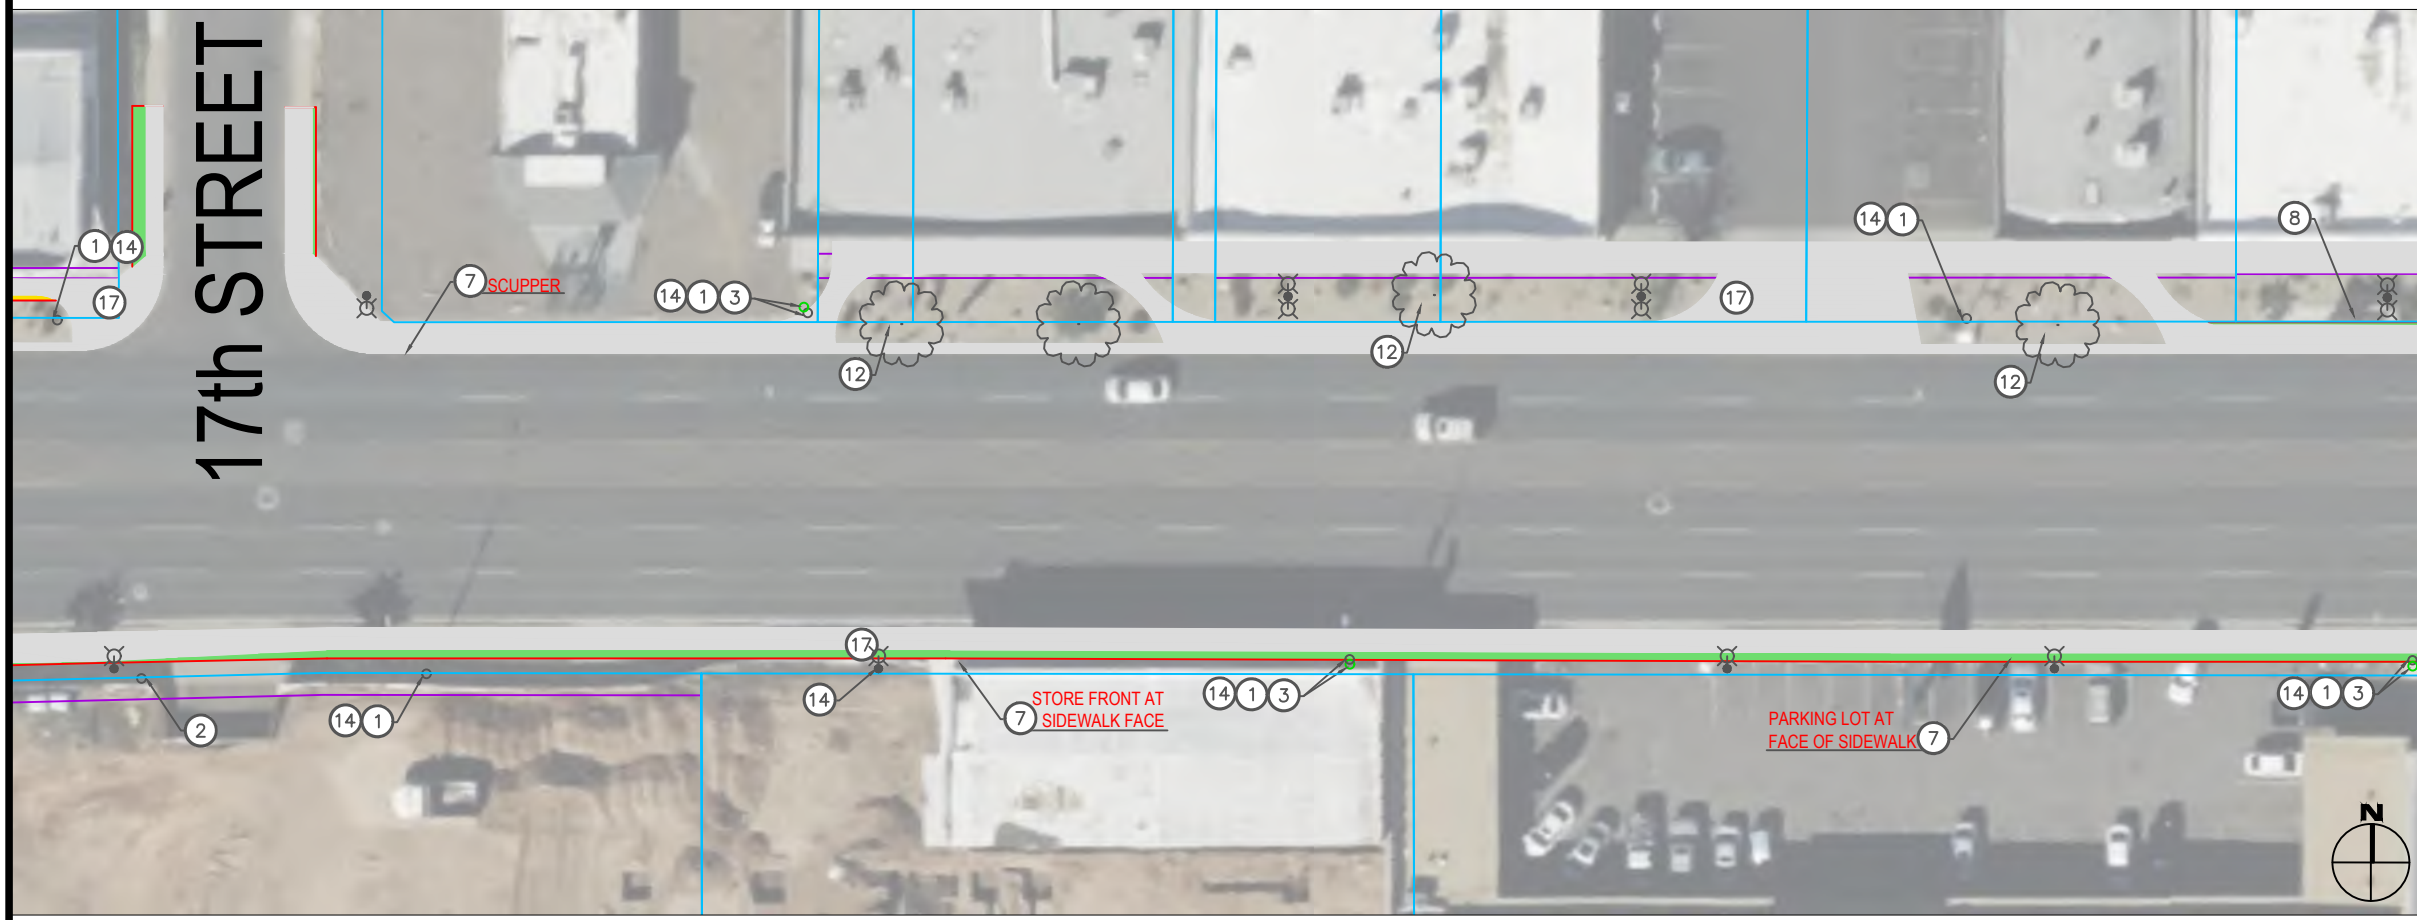 17th STREET
1 14
17
7 SCUPPER
14 1 3
12
12
14 1
12
17
8
17
14
2
14 1
7 STORE FRONT AT
SIDEWALK FACE
14 1 3
PARKING LOT AT
FACE OF SIDEWALK 7
14 1 3
N